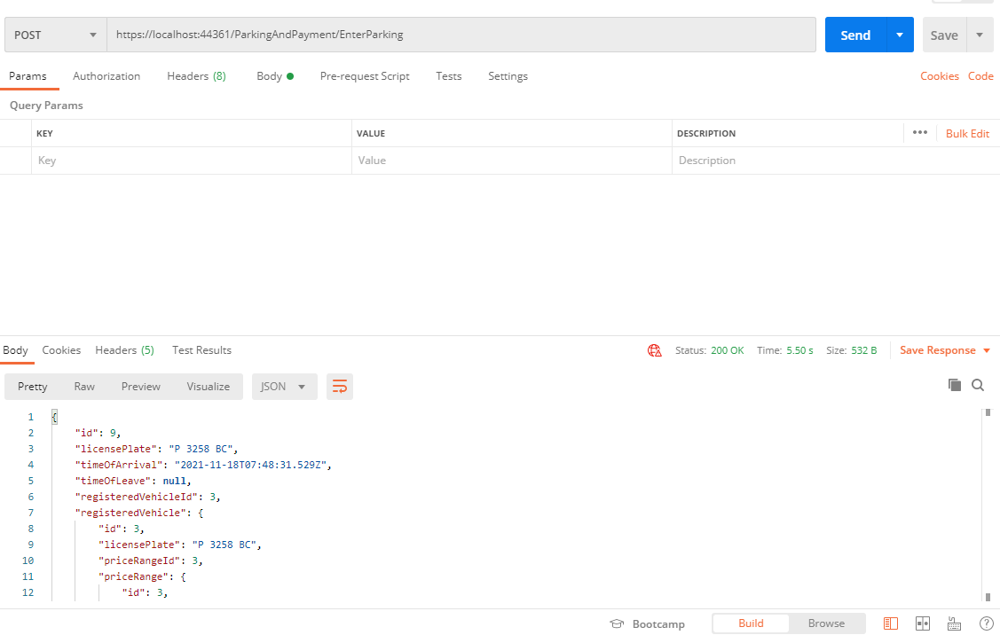 POST https://localhost:44361/ParkingAndPayment/EnterParking Send Save
Params Authorization Headers (8) Body Pre-request Script Tests Settings Cookies Code
Query Params
KEY VALUE DESCRIPTION ••• Bulk Edit
Key Value Description
Body Cookies Headers (5) Test Results Status: 200 OK Time: 5.50 s Size: 532 B Save Response
Pretty Raw Preview Visualize JSON
1 {
2 "id": 9,
3 "licensePlate": "P 3258 BC",
4 "timeOfArrival": "2021-11-18T07:48:31.529Z",
5 "timeOfLeave": null,
6 "registeredVehicleId": 3,
7 "registeredVehicle": {
8 "id": 3,
9 "licensePlate": "P 3258 BC",
10 "priceRangeId": 3,
11 "priceRange": {
12 "id": 3,
Bootcamp Build Browse ?